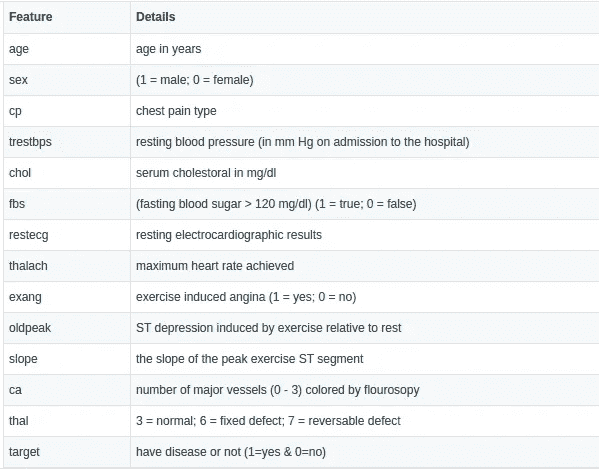 Feature Details
age age in years
sex (1 = male; 0 = female)
cp chest pain type
trestbps resting blood pressure (in mm Hg on admission to the hospital)
chol serum cholestoral in mg/dl
fbs (fasting blood sugar > 120 mg/dl) (1 = true; 0 = false)
restecg resting electrocardiographic results
thalach maximum heart rate achieved
exang exercise induced angina (1 = yes; 0 = no)
oldpeak ST depression induced by exercise relative to rest
slope the slope of the peak exercise ST segment
ca number of major vessels (0 - 3) colored by flourosopy
thal 3 = normal; 6 = fixed defect; 7 = reversable defect
target have disease or not (1=yes & 0=no)